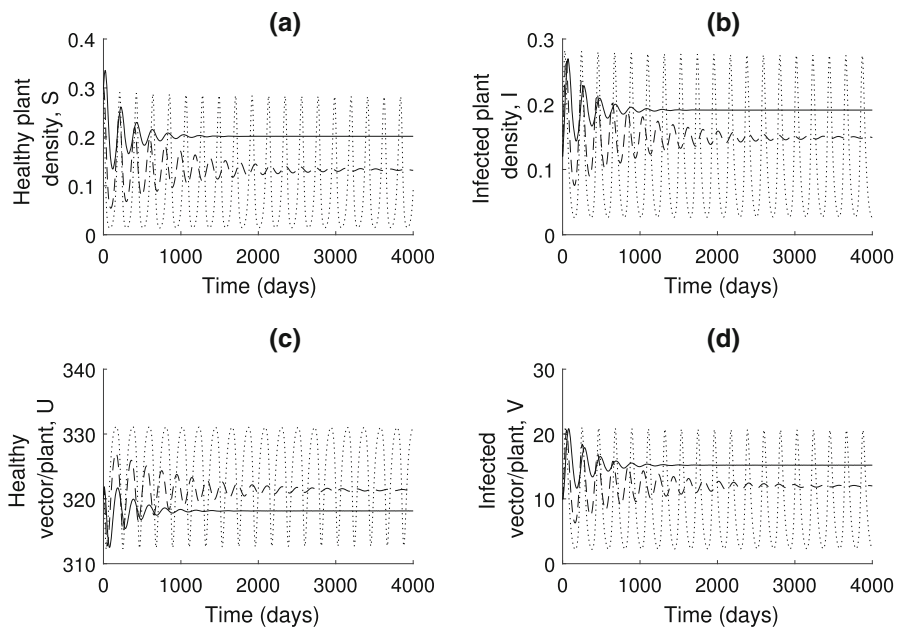 (a)
Healthy plant
density, S
0.4
0.3
0.2
0.1
0
0 1000 2000 3000 4000
Time (days)
(b)
Infected plant
density, I
0.3
0.2
0.1
0
0 1000 2000 3000 4000
Time (days)
(c)
Healthy
vector/plant, U
340
330
320
310
0 1000 2000 3000 4000
Time (days)
(d)
Infected
vector/plant, V
30
20
10
0
0 1000 2000 3000 4000
Time (days)